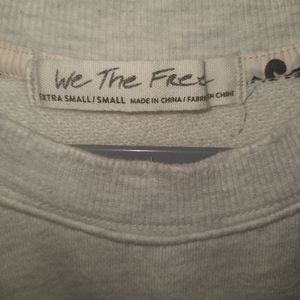 We The Free
EXTRA SMALL/SMALL MADE IN CHINA / FABRIQUÉ EN CHINE